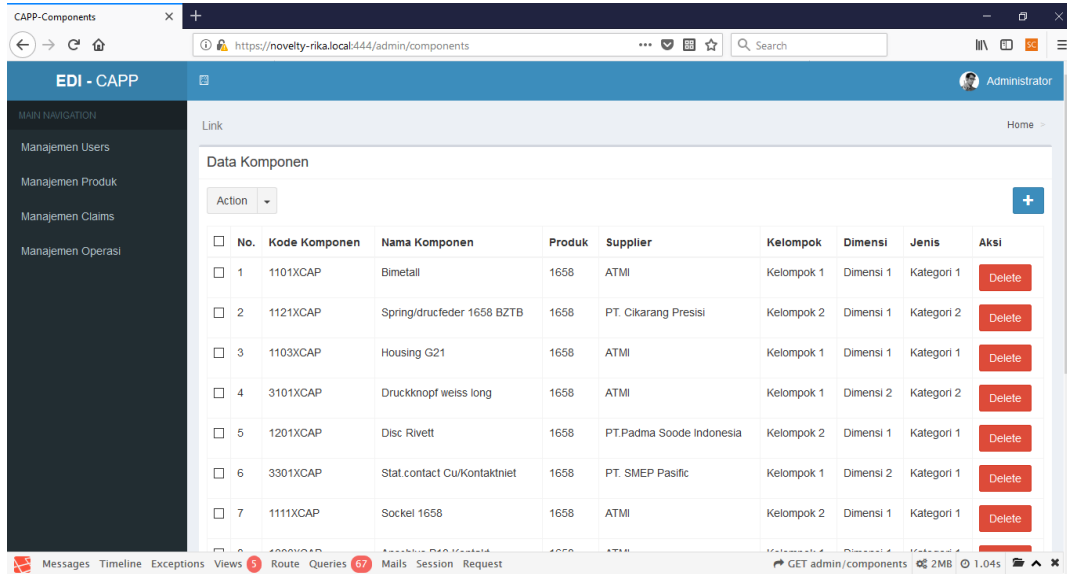 CAPP-Components
https://novelty-rika.local:444/admin/components
Search
SC
EDI - CAPP
Administrator
MAIN NAVIGATION
Manajemen Users
Manajemen Produk
Manajemen Claims
Manajemen Operasi
Link
Home >
Data Komponen
Action
+
No. Kode Komponen Nama Komponen Produk Supplier Kelompok Dimensi Jenis Aksi
1 1101XCAP Bimetall 1658 ATMI Kelompok 1 Dimensi 1 Kategori 1 Delete
2 1121XCAP Spring/drucfeder 1658 BZTB 1658 PT. Cikarang Presisi Kelompok 2 Dimensi 1 Kategori 2 Delete
3 1103XCAP Housing G21 1658 ATMI Kelompok 1 Dimensi 1 Kategori 1 Delete
4 3101XCAP Druckknopf weiss long 1658 ATMI Kelompok 1 Dimensi 2 Kategori 2 Delete
5 1201XCAP Disc Rivett 1658 PT.Padma Soode Indonesia Kelompok 2 Dimensi 1 Kategori 1 Delete
6 3301XCAP Stat.contact Cu/Kontaktniet 1658 PT. SMEP Pasific Kelompok 1 Dimensi 2 Kategori 1 Delete
7 1111XCAP Sockel 1658 1658 ATMI Kelompok 2 Dimensi 1 Kategori 1 Delete
Messages Timeline Exceptions Views 5 Route Queries 67 Mails Session Request GET admin/components 2MB 1.04s